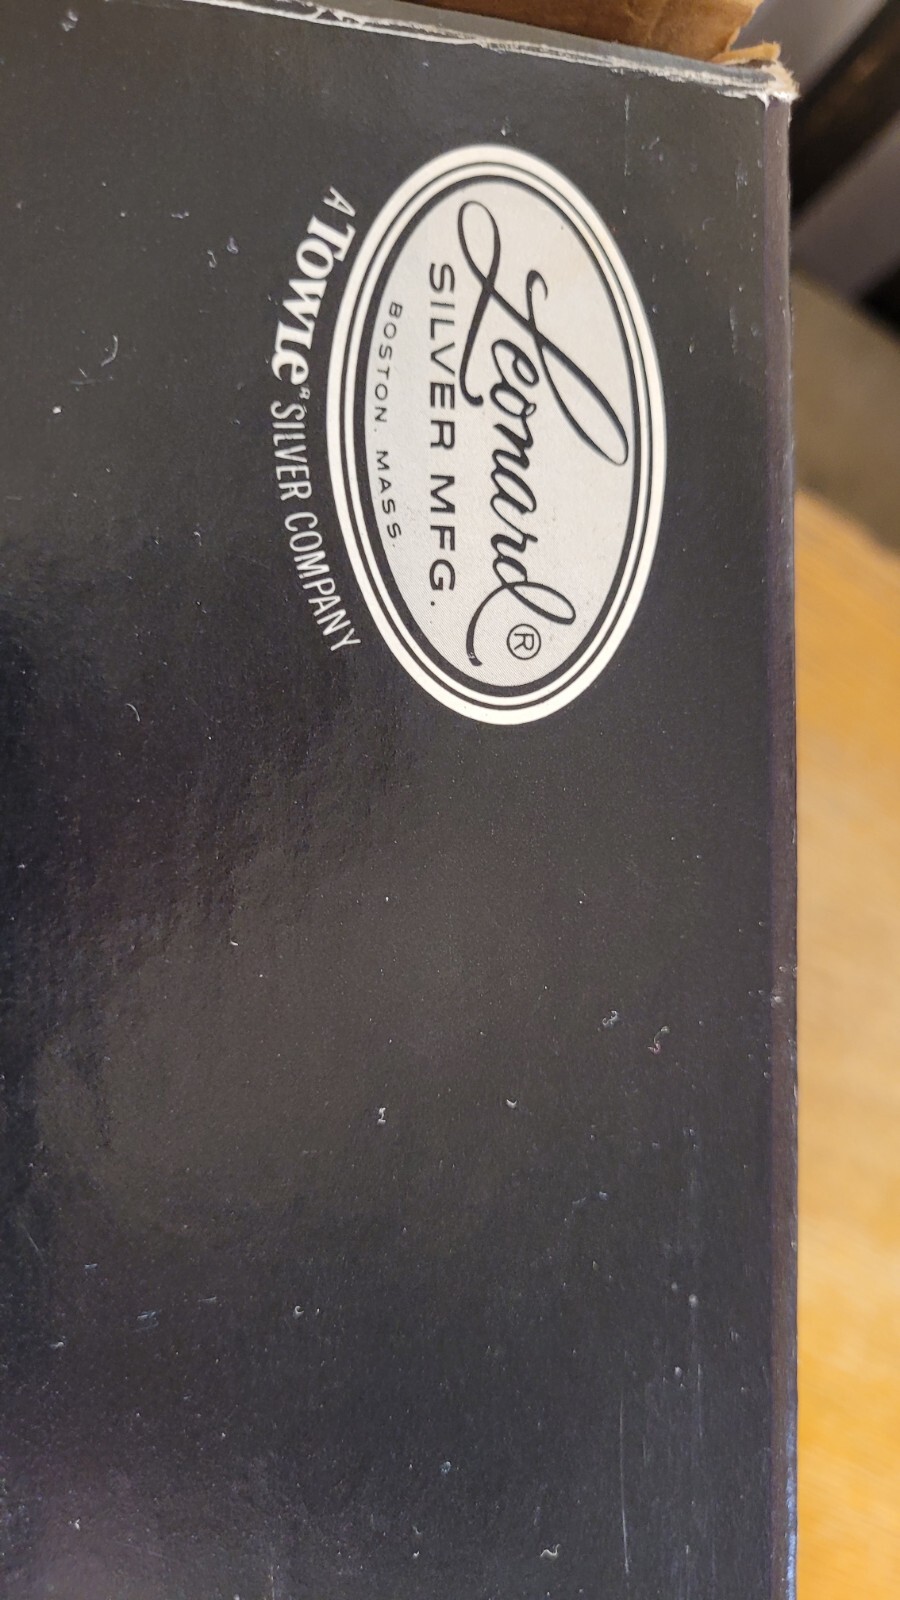 Leonard®
SILVER MFG.
BOSTON, MASS.
A TOWLE® SILVER COMPANY